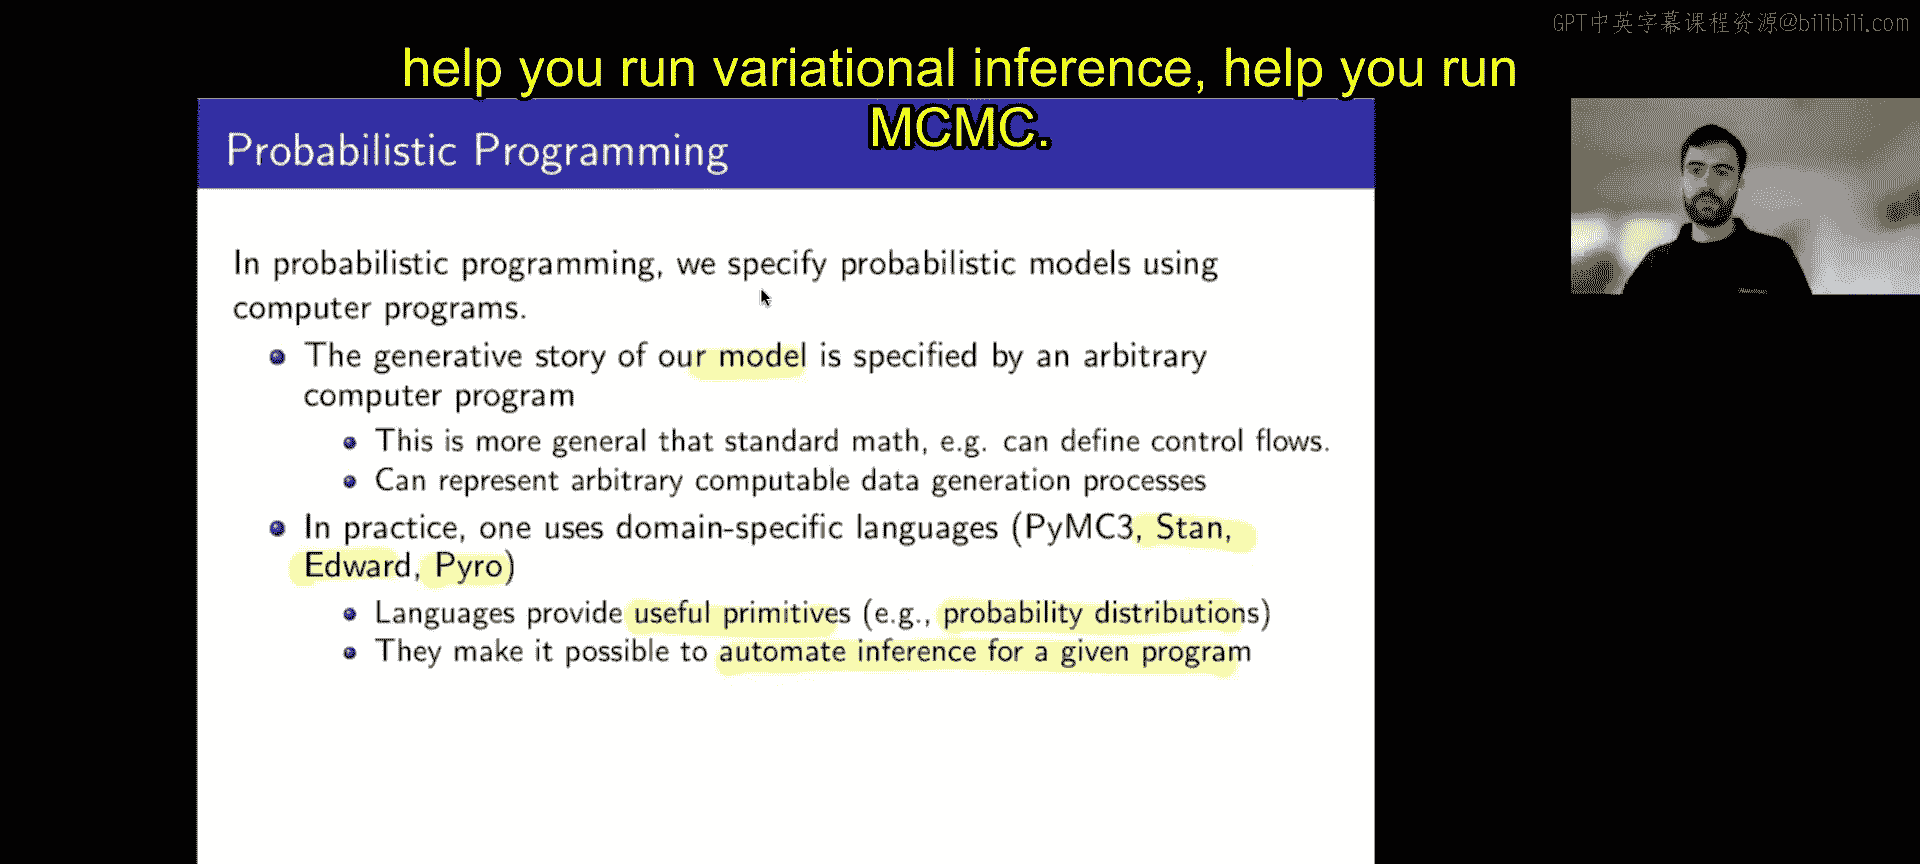 GPT中英字幕课程资源@bilibili.com
help you run variational inference, help you run
MCMC.
Probabilistic Programming
In probabilistic programming, we specify probabilistic models using
computer programs.
The generative story of our model is specified by an arbitrary
computer program
This is more general that standard math, e.g. can define control flows.
Can represent arbitrary computable data generation processes
In practice, one uses domain-specific languages (PyMC3, Stan,
Edward, Pyro)
Languages provide useful primitives (e.g., probability distributions)
They make it possible to automate inference for a given program